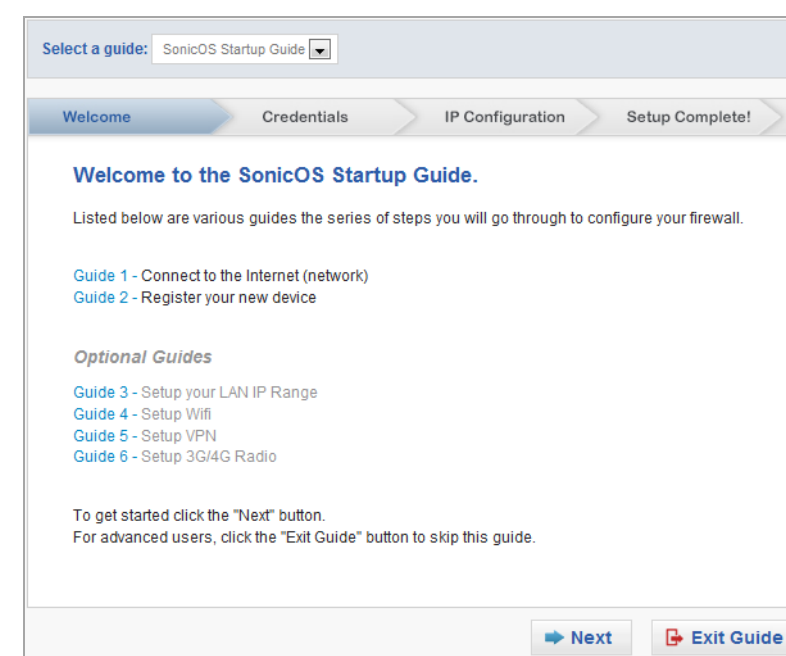 Select a guide: SonicOS Startup Guide
Welcome Credentials IP Configuration Setup Complete!
Welcome to the SonicOS Startup Guide.
Listed below are various guides the series of steps you will go through to configure your firewall.
Guide 1 - Connect to the Internet (network)
Guide 2 - Register your new device
Optional Guides
Guide 3 - Setup your LAN IP Range
Guide 4 - Setup Wifi
Guide 5 - Setup VPN
Guide 6 - Setup 3G/4G Radio
To get started click the "Next" button.
For advanced users, click the "Exit Guide" button to skip this guide.
Next Exit Guide